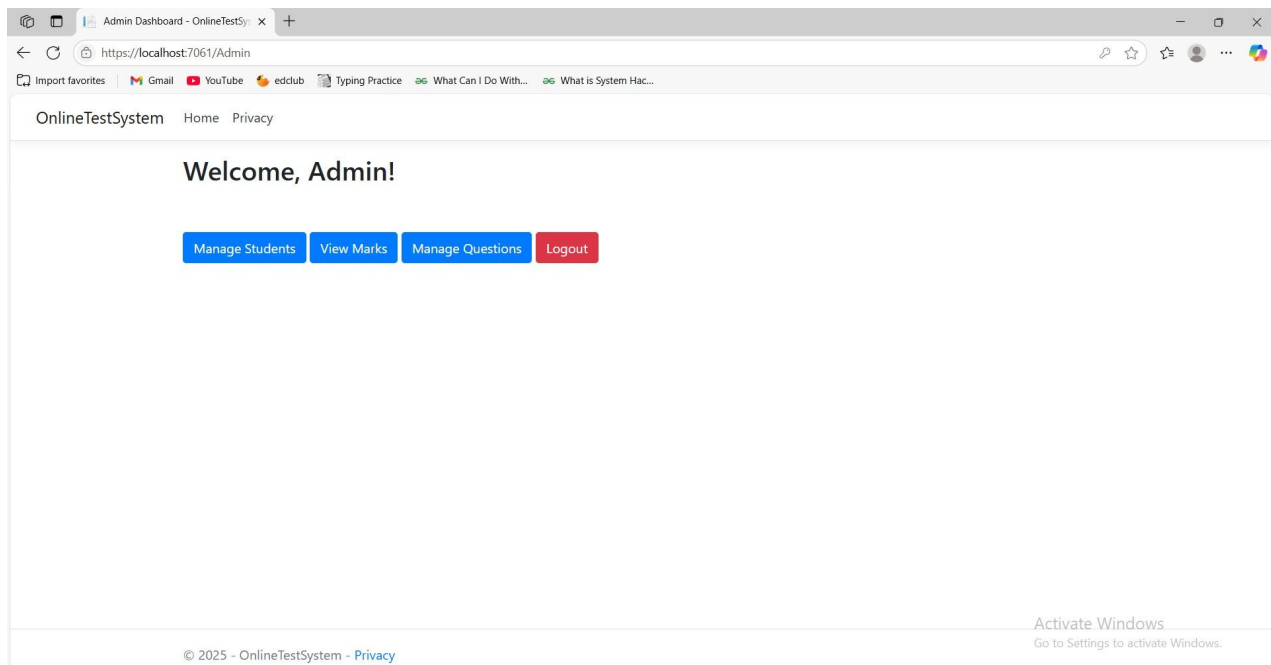 Admin Dashboard - OnlineTestSy
https://localhost:7061/Admin
Import favorites Gmail YouTube edclub Typing Practice What Can I Do With... What is System Hac...
OnlineTestSystem Home Privacy
Welcome, Admin!
Manage Students View Marks Manage Questions Logout
Activate Windows
Go to Settings to activate Windows.
© 2025 - OnlineTestSystem - Privacy